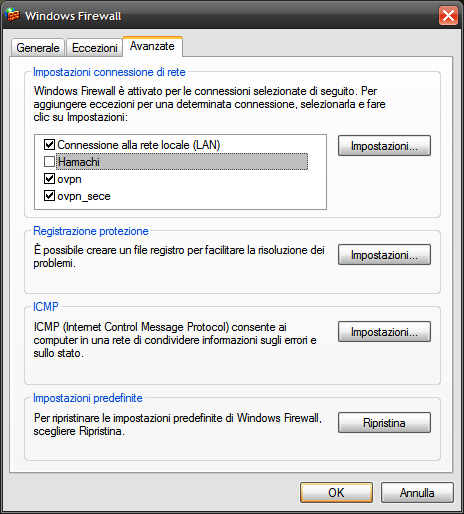 Windows Firewall
Generale
Eccezioni
Avanzate
Impostazioni connessione di rete
Windows Firewall è attivato per le connessioni selezionate di seguito. Per
aggiungere eccezioni per una determinata connessione, selezionarla e fare
clic su Impostazioni:
Connessione alla rete locale (LAN)
Hamachi
ovpn
ovpn_sece
Impostazioni...
Registrazione protezione
È possibile creare un file registro per facilitare la risoluzione dei
problemi.
Impostazioni...
ICMP
ICMP (Internet Control Message Protocol) consente ai
computer in una rete di condividere informazioni sugli errori e
sullo stato.
Impostazioni...
Impostazioni predefinite
Per ripristinare le impostazioni predefinite di Windows Firewall,
scegliere Ripristina.
Ripristina
OK
Annulla